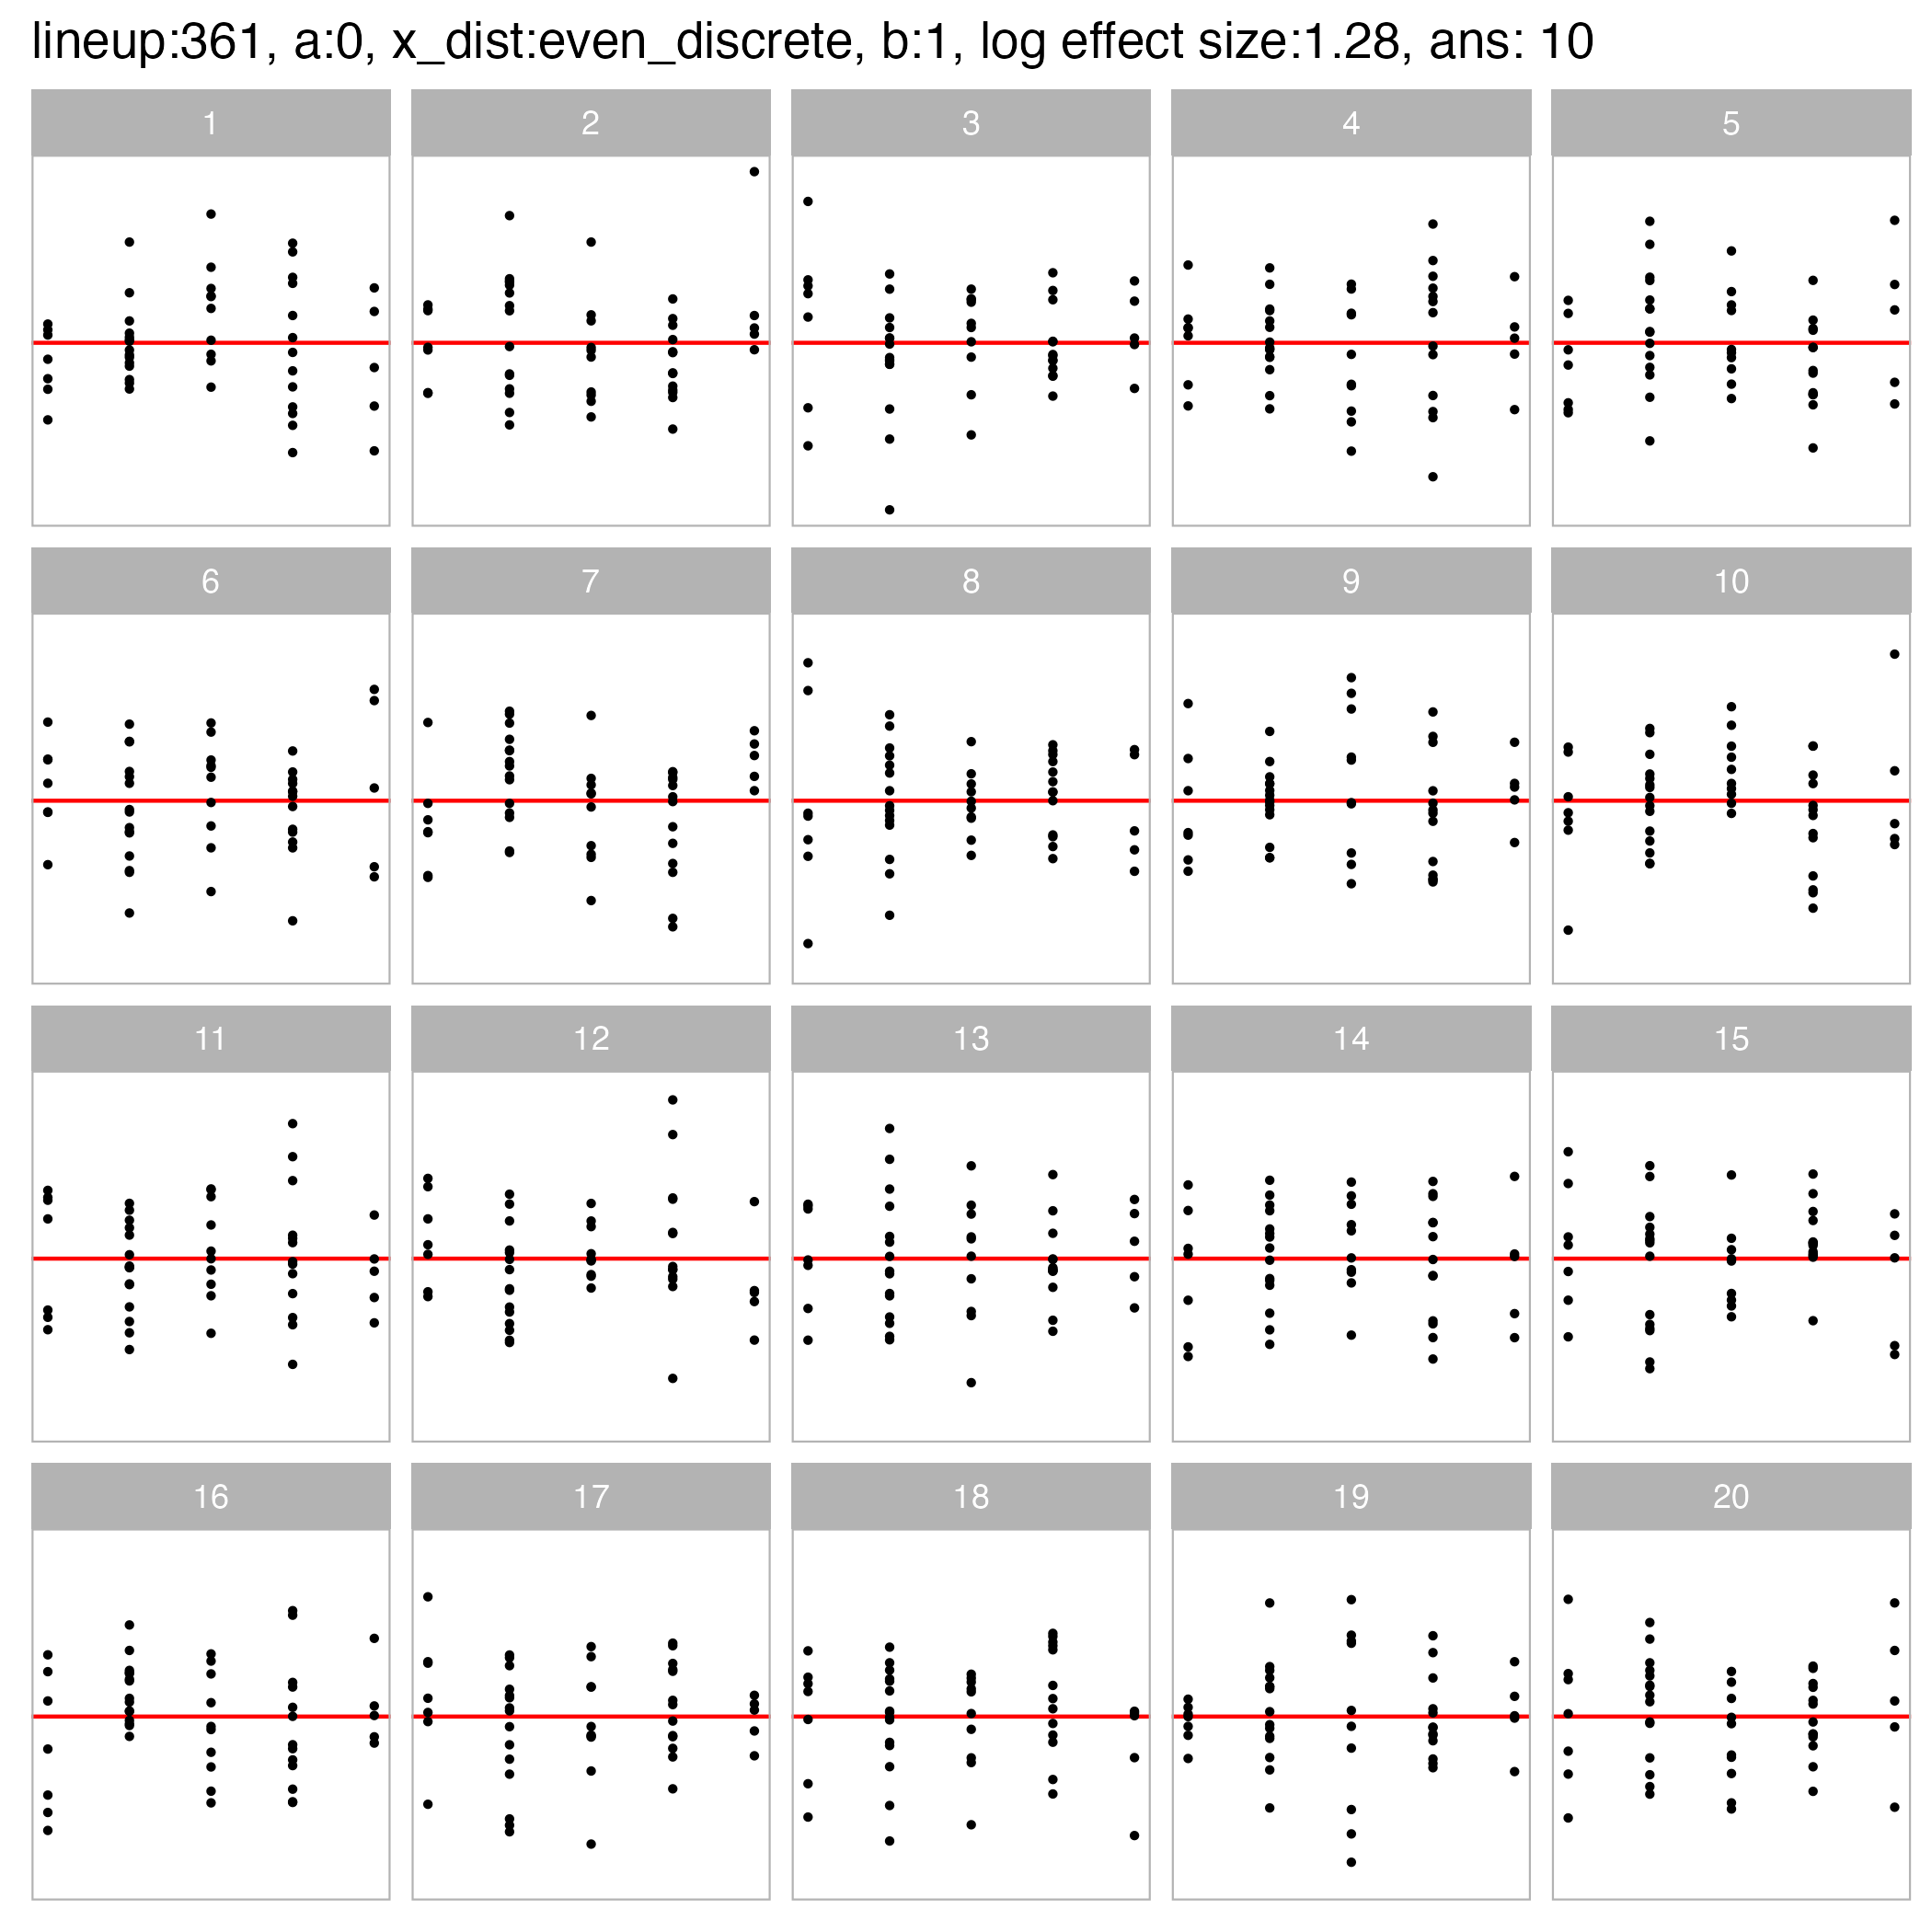 lineup:361, a:0, x_dist:even_discrete, b:1, log effect size:1.28, ans: 10
1 2 3 4 5
6 7 8 9 10
11 12 13 14 15
16 17 18 19 20